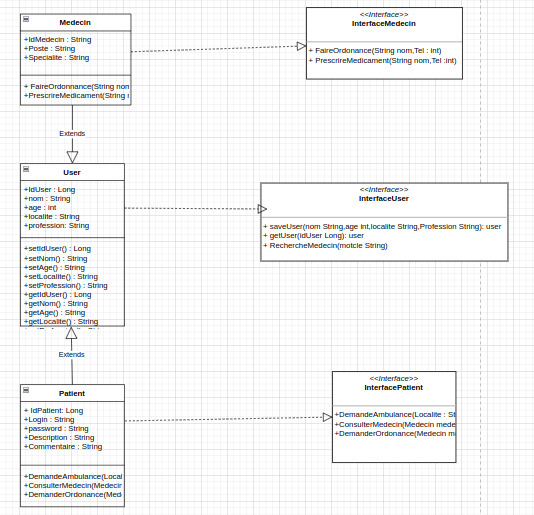 Medecin
+IdMedecin : String
+Poste : String
+Specialite : String
+ FaireOrdonnance(String nom
+PrescrireMedicament(String
<<Interface>>
InterfaceMedecin
+ FaireOrdonance(String nom,Tel : int)
+ PrescrireMedicament(String nom,Tel :int)
Extends
User
+IdUser : Long
+nom : String
+age : int
+localite : String
+profession: String
+setIdUser() : Long
+setNom() : String
+setAge() : String
+setLocalite() : String
+setProfession() : String
+getIdUser() : Long
+getNom() : String
+getAge() : String
+getLocalite() : String
<<Interface>>
InterfaceUser
+ saveUser(nom String,age int,localite String,Profession String): user
+ getUser(idUser Long): user
+ RechercheMedecin(motcle String)
Extends
Patient
+ IdPatient: Long
+Login : String
+password : String
+Description : String
+Commentaire : String
+DemandeAmbulance(Local
+ConsulterMedecin(Medecin
+DemanderOrdonance(Med
<<Interface>>
InterfacePatient
+DemandeAmbulance(Localite : St
+ConsulterMedecin(Medecin mede
+DemanderOrdonance(Medecin m